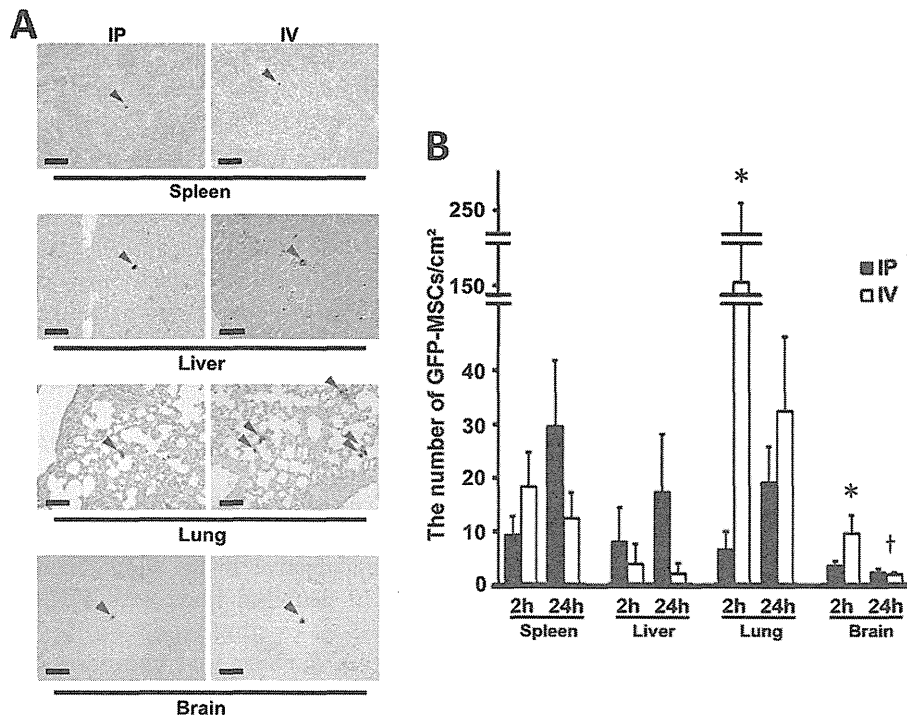 A
IP IV
Spleen
Liver
Lung
Brain
B
The number of GFP-MSCs/cm²
250
150
40
30
20
10
0
*
*
†
IP
IV
2h 24h 2h 24h 2h 24h 2h 24h
Spleen Liver Lung Brain